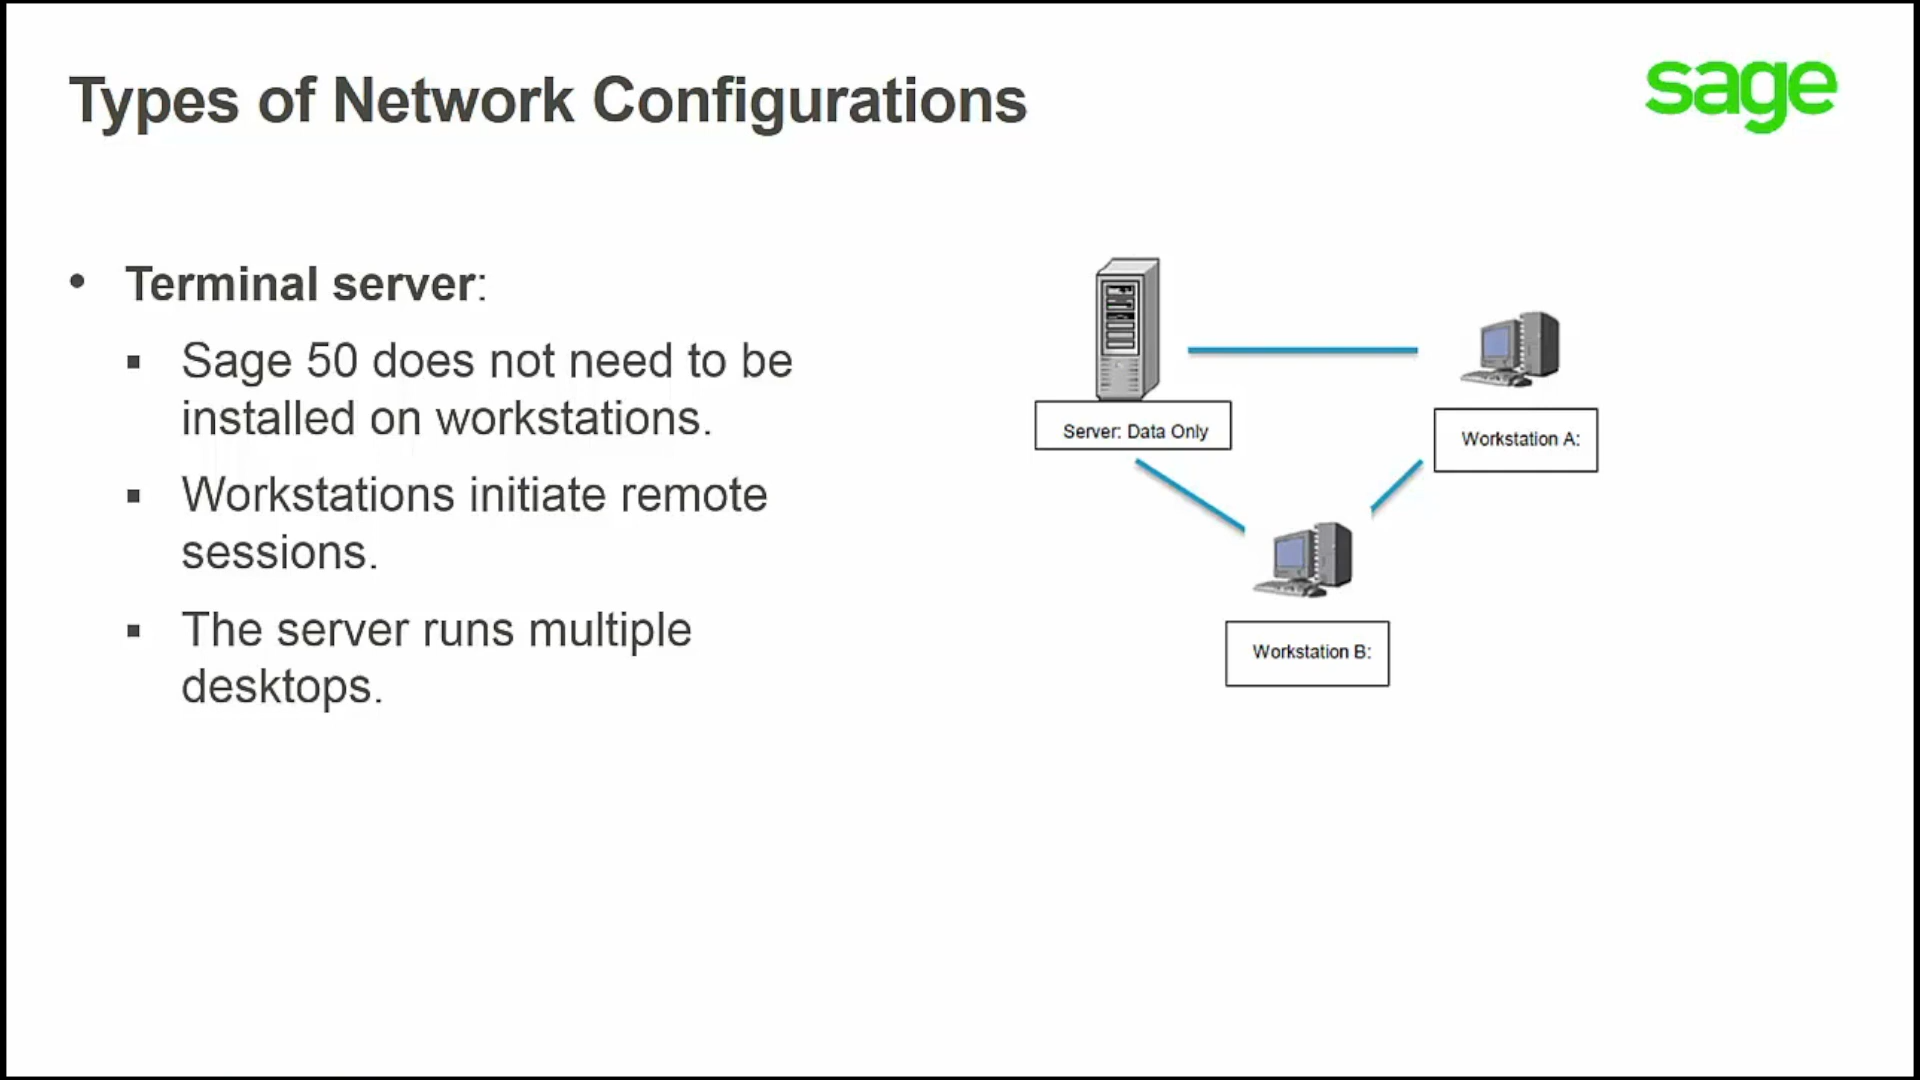 Types of Network Configurations
sage
• Terminal server:
▪ Sage 50 does not need to be
installed on workstations.
▪ Workstations initiate remote
sessions.
▪ The server runs multiple
desktops.
Server: Data Only
Workstation A:
Workstation B: